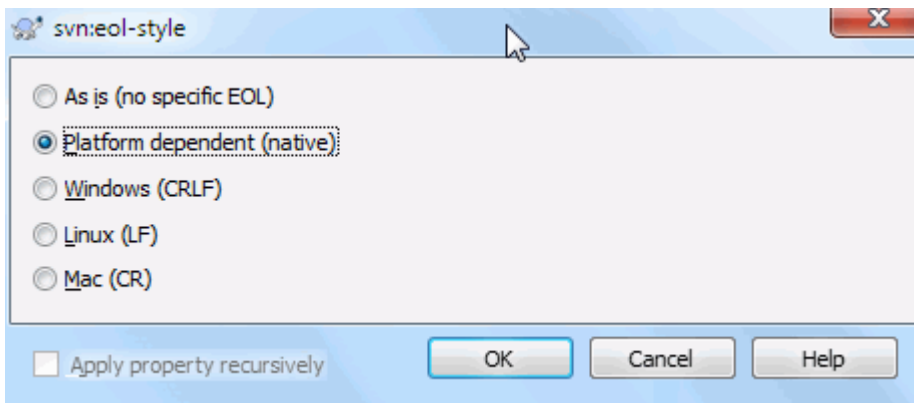 svn:eol-style
X
As is (no specific EOL)
Platform dependent (native)
Windows (CRLF)
Linux (LF)
Mac (CR)
Apply property recursively
OK
Cancel
Help